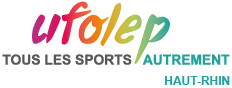 ufolep
TOUS LES SPORTS AUTREMENT
HAUT-RHIN